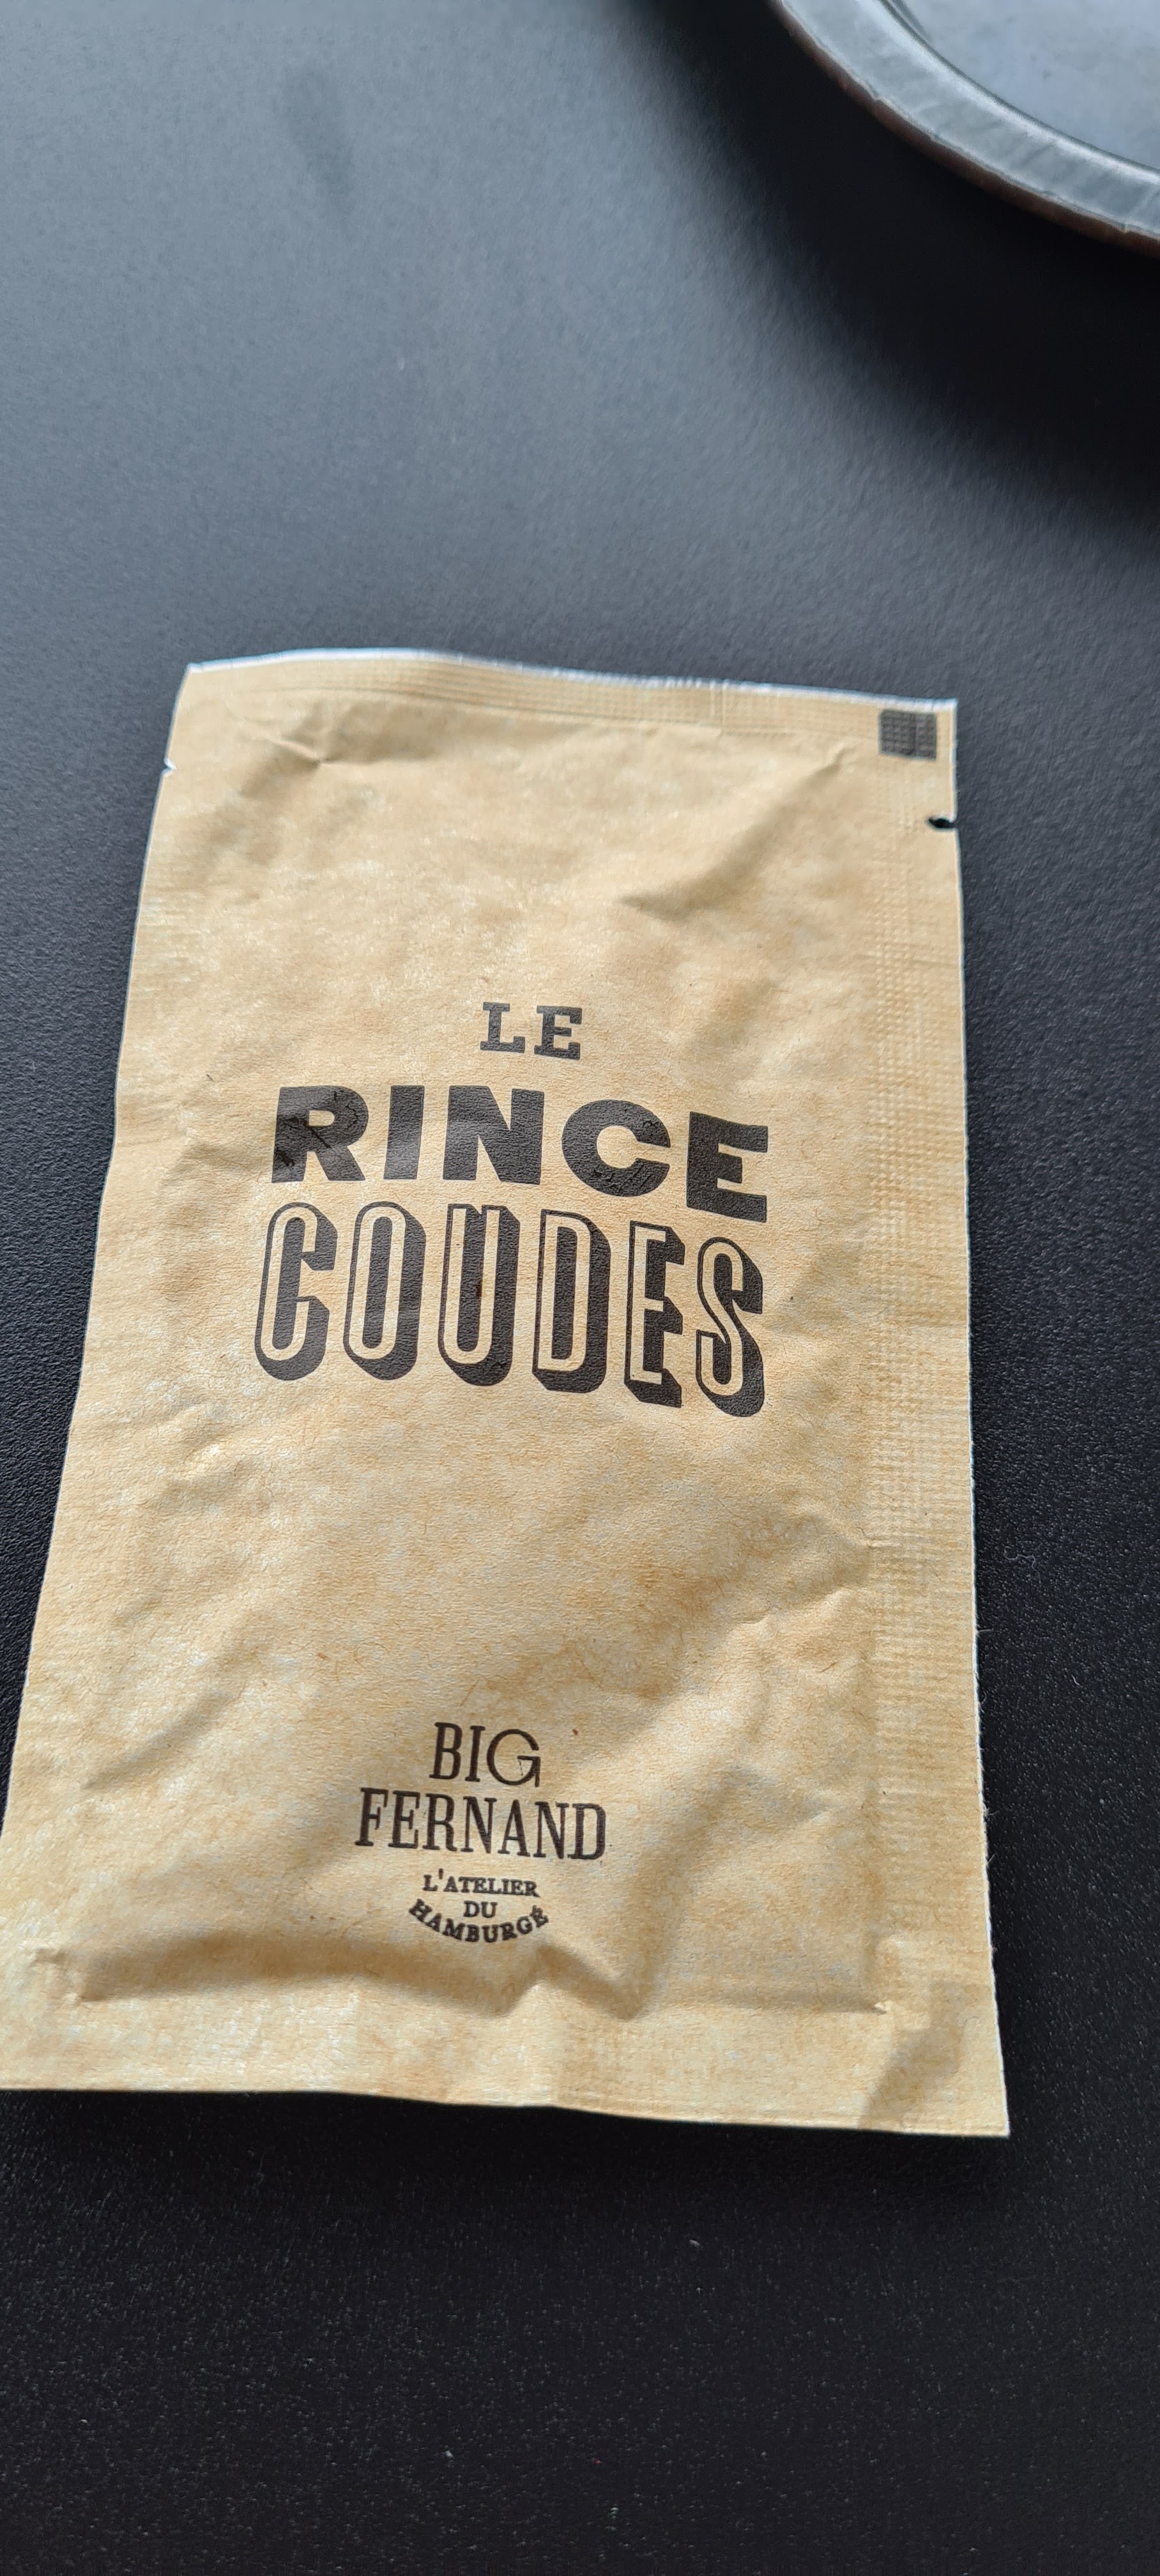 LE
RINCE
COUDES
BIG
FERNAND
L'ATELIER
DU
HAMBURGÉ